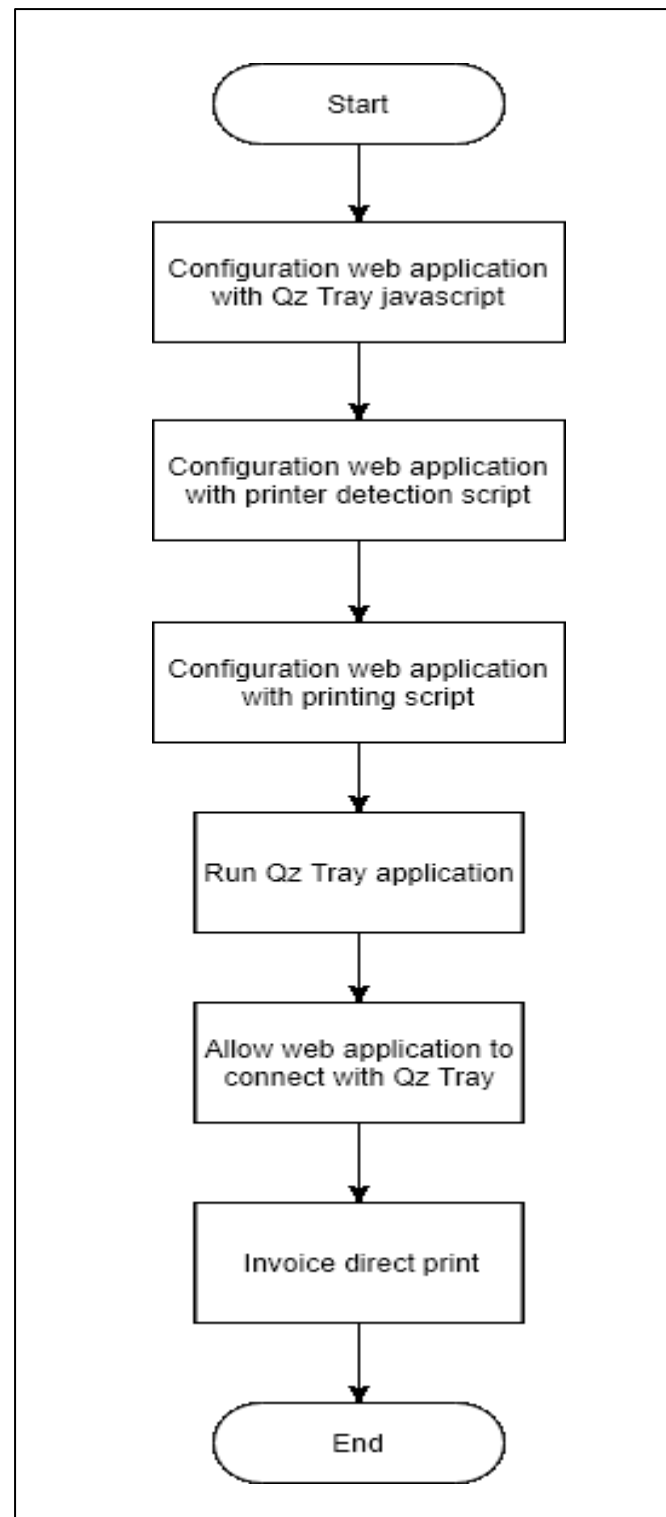 Start
Configuration web application
with Qz Tray javascript
Configuration web application
with printer detection script
Configuration web application
with printing script
Run Qz Tray application
Allow web application to
connect with Qz Tray
Invoice direct print
End